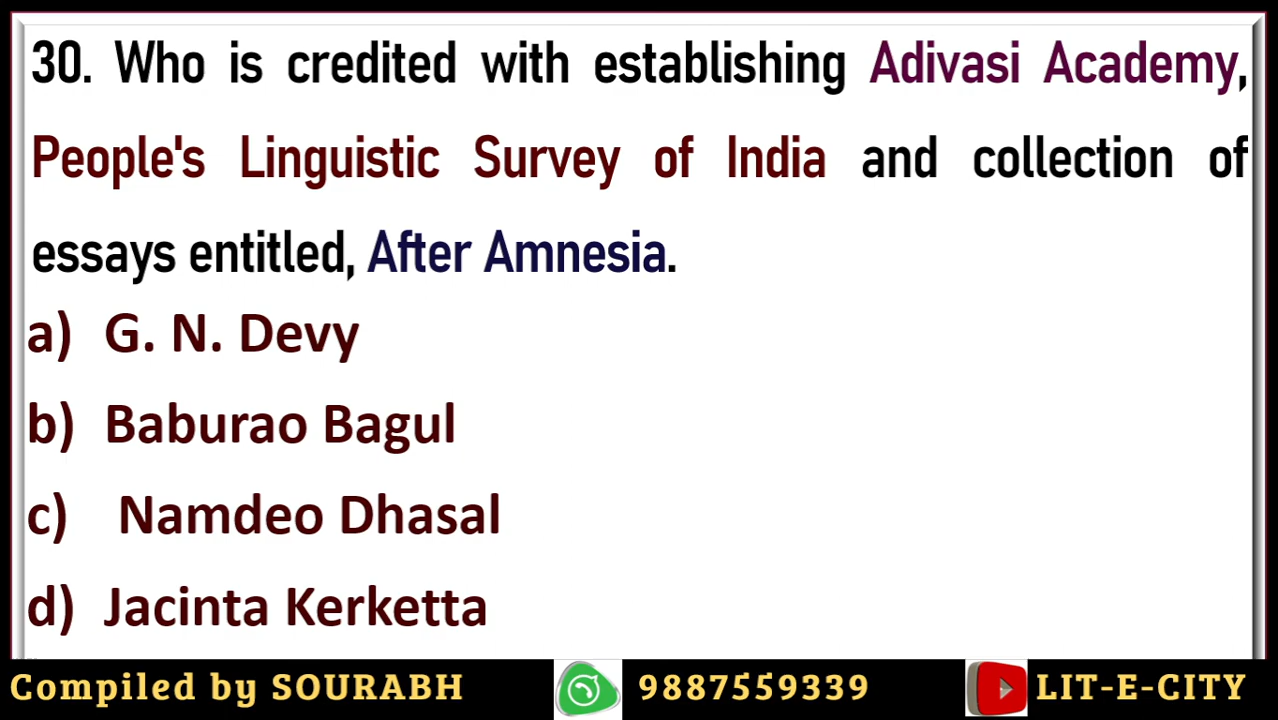 30. Who is credited with establishing Adivasi Academy,
People's Linguistic Survey of India and collection of
essays entitled, After Amnesia.
a) G. N. Devy
b) Baburao Bagul
c) Namdeo Dhasal
d) Jacinta Kerketta
Compiled by SOURABH 9887559339 LIT-E-CITY